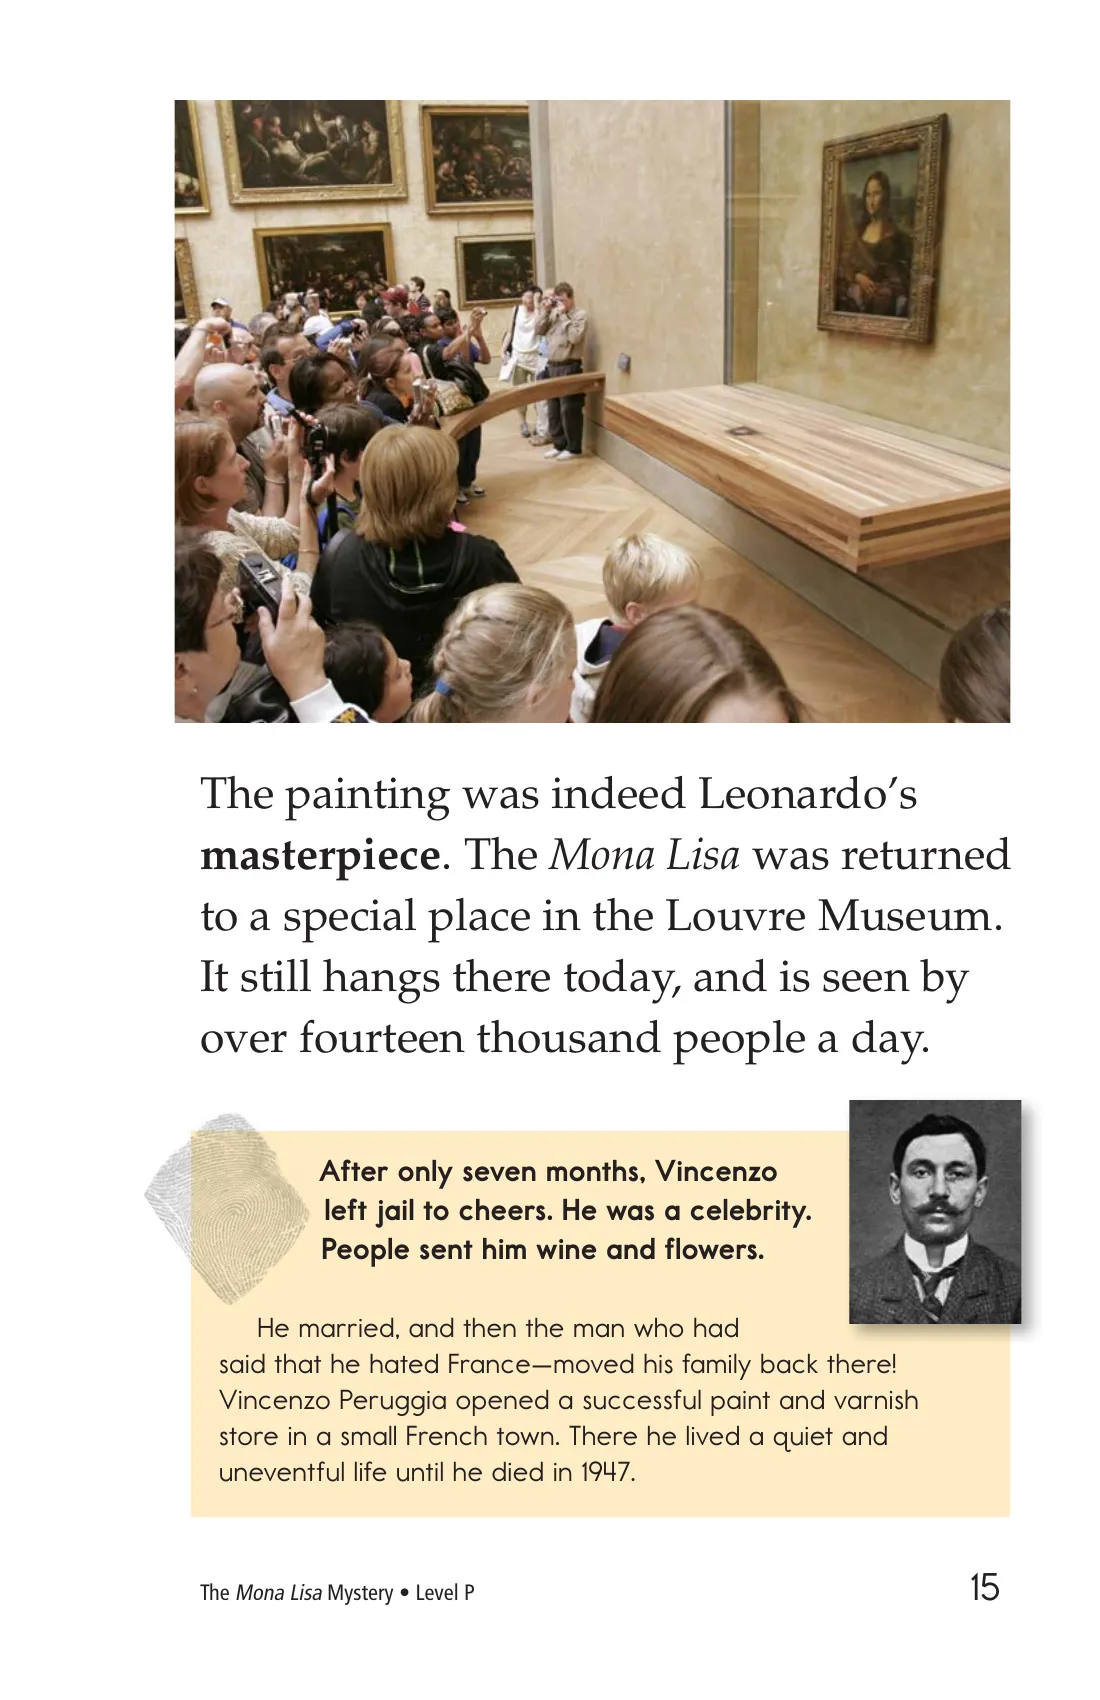 The painting was indeed Leonardo’s
masterpiece. The Mona Lisa was returned
to a special place in the Louvre Museum.
It still hangs there today, and is seen by
over fourteen thousand people a day.
After only seven months, Vincenzo
left jail to cheers. He was a celebrity.
People sent him wine and flowers.
He married, and then the man who had
said that he hated France—moved his family back there!
Vincenzo Peruggia opened a successful paint and varnish
store in a small French town. There he lived a quiet and
uneventful life until he died in 1947.
The Mona Lisa Mystery • Level P
15